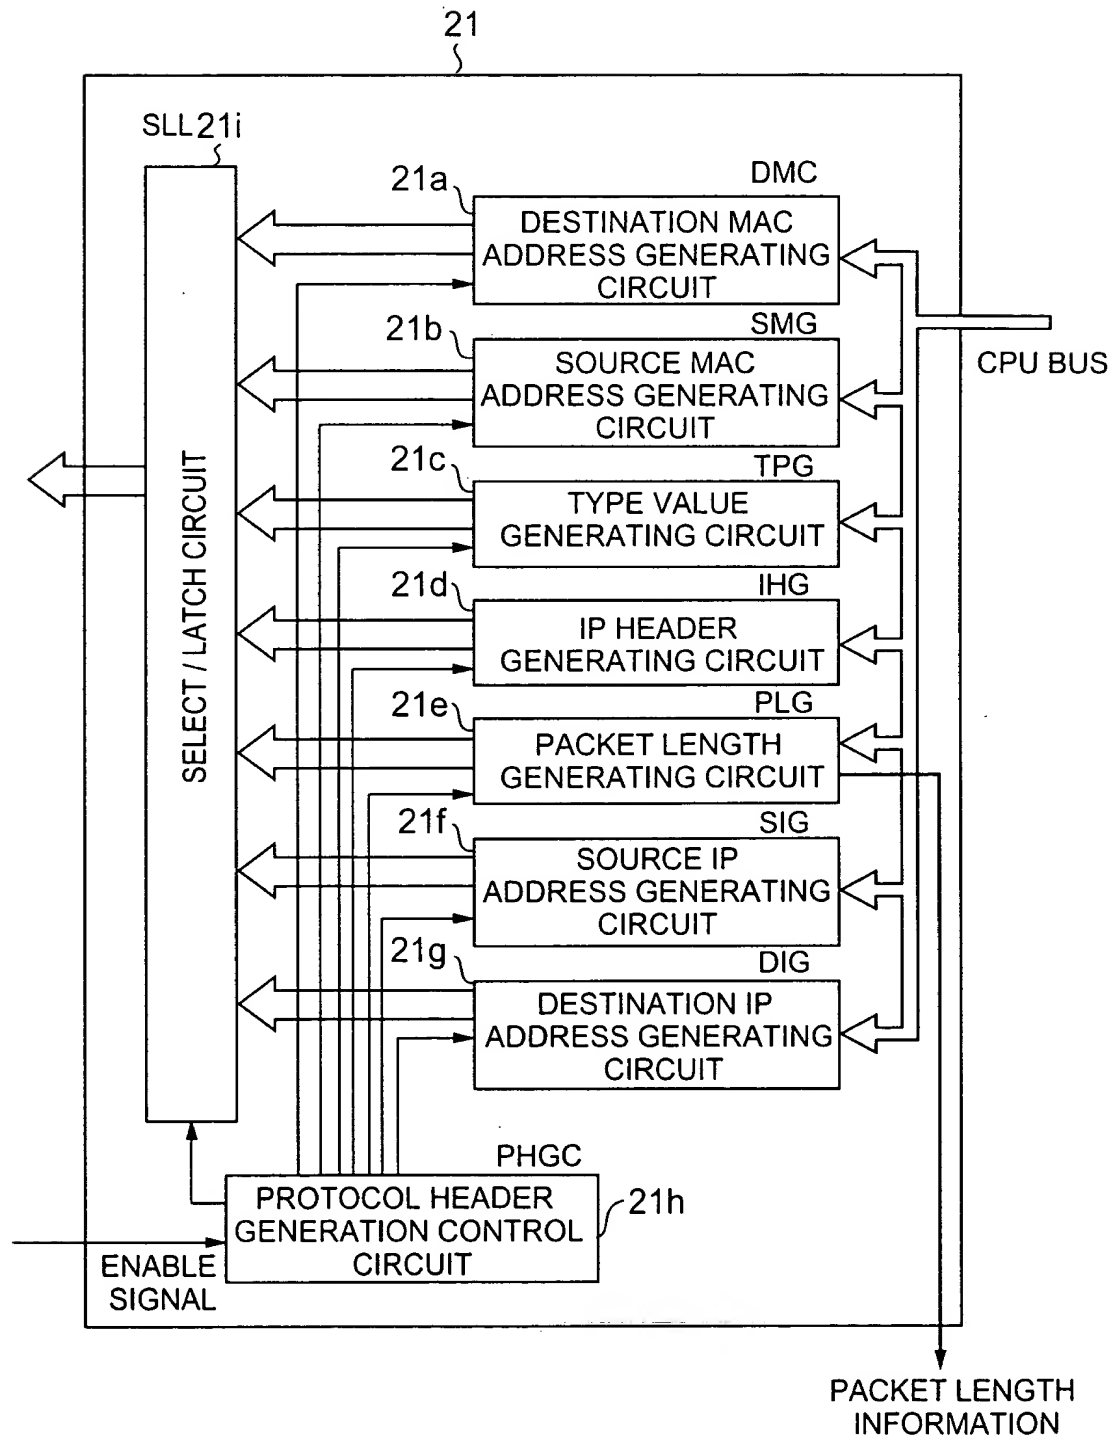 21
SLL 21i
SELECT / LATCH CIRCUIT
21a
DMC
DESTINATION MAC
ADDRESS GENERATING
CIRCUIT
CPU BUS
21b
SMG
SOURCE MAC
ADDRESS GENERATING
CIRCUIT
21c
TPG
TYPE VALUE
GENERATING CIRCUIT
21d
IHG
IP HEADER
GENERATING CIRCUIT
21e
PLG
PACKET LENGTH
GENERATING CIRCUIT
21f
SIG
SOURCE IP
ADDRESS GENERATING
CIRCUIT
21g
DIG
DESTINATION IP
ADDRESS GENERATING
CIRCUIT
PHGC
PROTOCOL HEADER
GENERATION CONTROL
CIRCUIT
21h
ENABLE
SIGNAL
PACKET LENGTH
INFORMATION